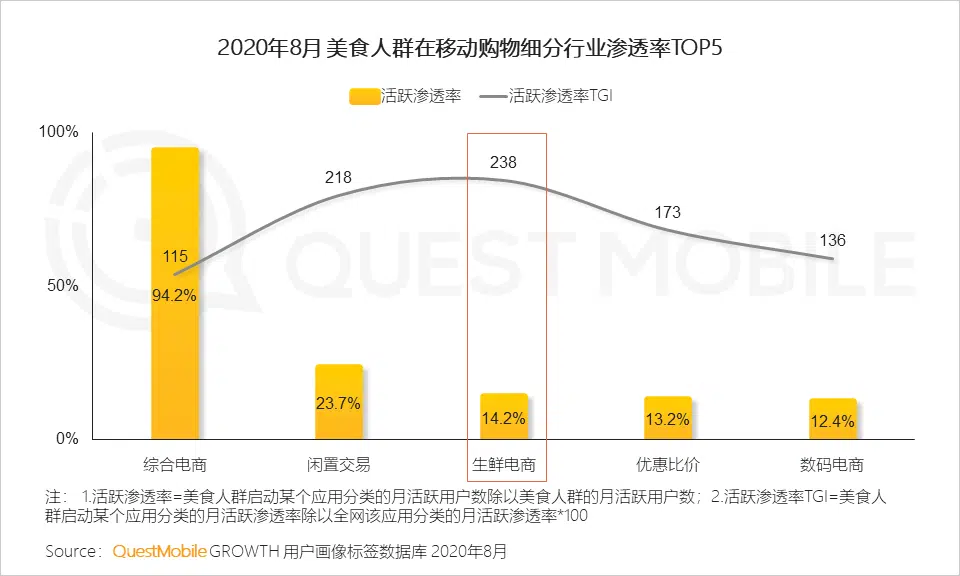 2020年8月 美食人群在移动购物细分行业渗透率TOP5
活跃渗透率 活跃渗透率TGI
100%
50%
0%
115
218
238
173
136
94.2%
23.7%
14.2%
13.2%
12.4%
综合电商 闲置交易 生鲜电商 优惠比价 数码电商
QUEST MOBILE
注： 1.活跃渗透率=美食人群启动某个应用分类的月活跃用户数除以美食人群的月活跃用户数；2.活跃渗透率TGI=美食人
群启动某个应用分类的月活跃渗透率除以全网该应用分类的月活跃渗透率*100
Source：QuestMobile GROWTH 用户画像标签数据库 2020年8月